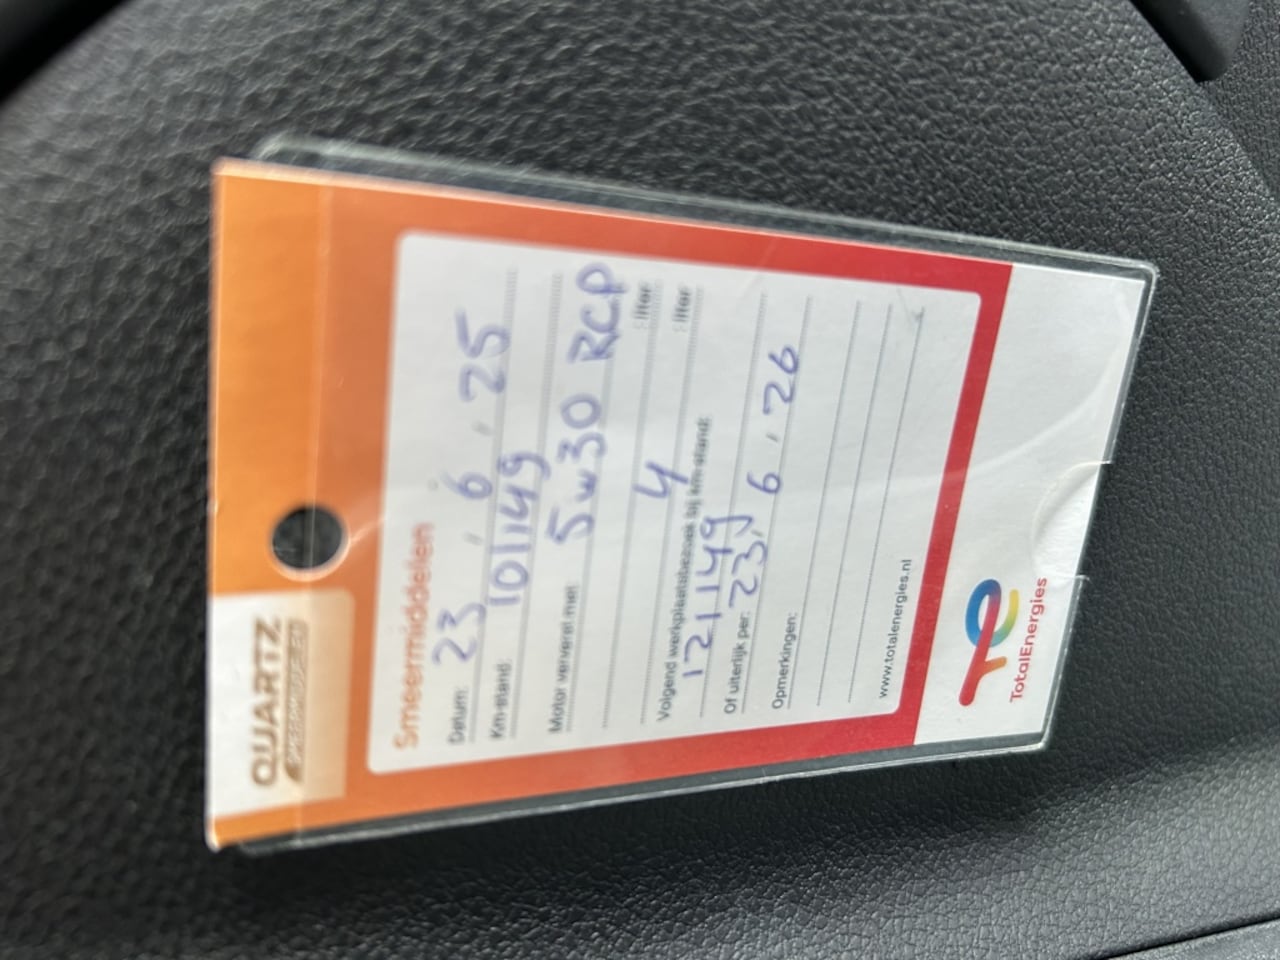 QUARTZ
SMEERMIDDELEN
Smeermiddelen
Datum: 23, 6, 25
Km-stand: 101149
Motor ververst met: 5w30 RCP
4 liter
liter
Volgend werkplaatsbezoek bij km-stand:
121149
Of uiterlijk per: 23, 6, 26
Opmerkingen:
www.totalenergies.nl
TotalEnergies